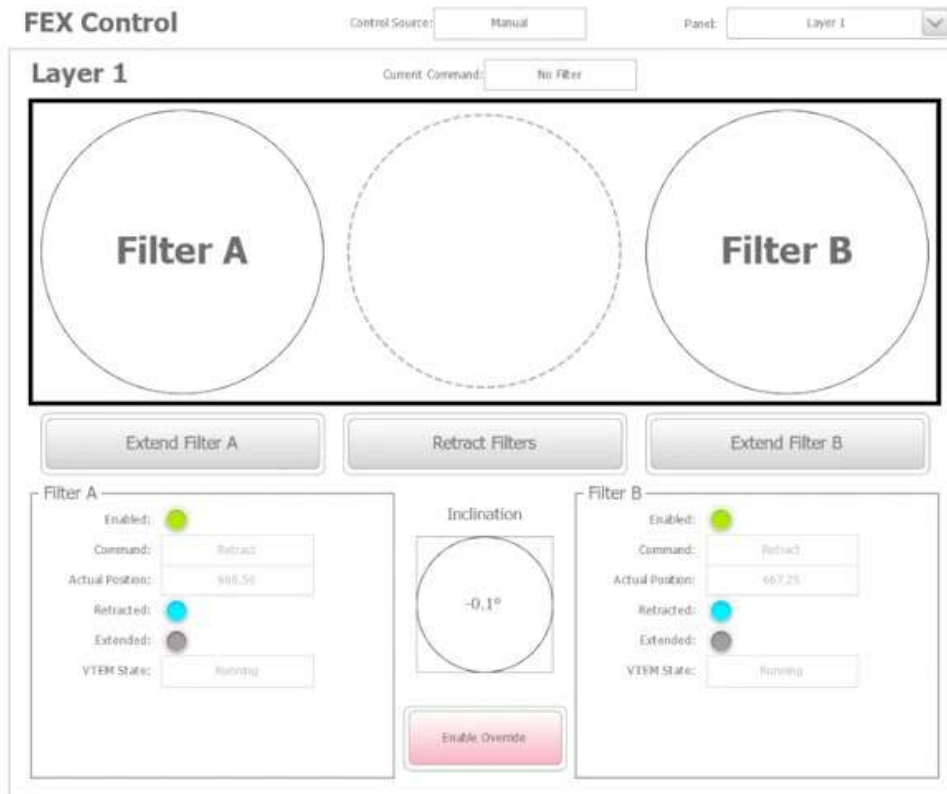 FEX Control
Control Source: Manual
Panel: Layer 1
Layer 1
Current Command: No Filter
Filter A
Filter B
Extend Filter A
Retract Filters
Extend Filter B
Filter A
Enabled:
Command: Retract
Actual Position:
Retracted:
Extended:
VTEM State: Running
Inclination
-0.1°
Enable Override
Filter B
Enabled:
Command: Retract
Actual Position: 667.25
Retracted:
Extended:
VTEM State: Running